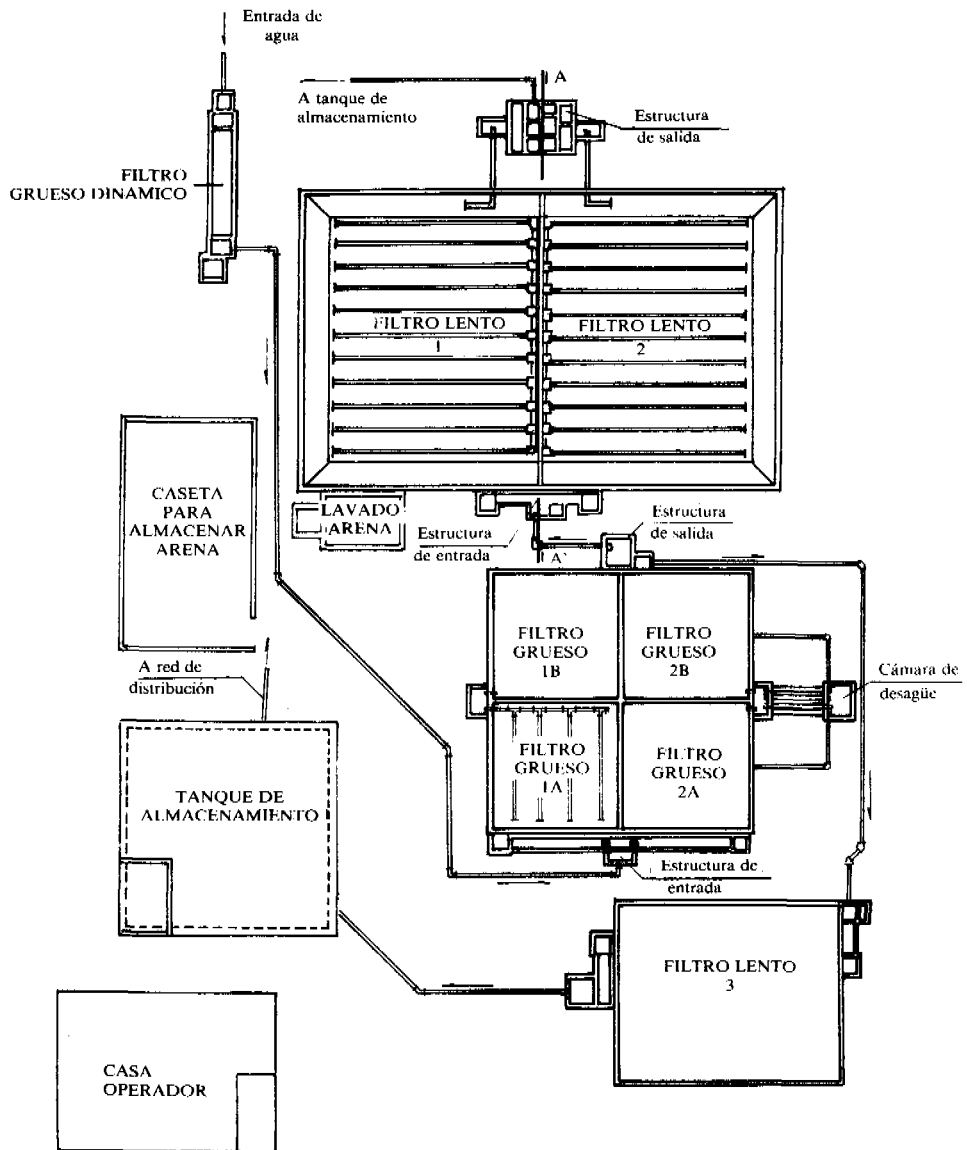 Entrada de
agua
A
A tanque de
almacenamiento
Estructura
de salida
FILTRO
GRUESO DINAMICO
FILTRO LENTO
1
FILTRO LENTO
2
CASETA
PARA
ALMACENAR
ARENA
LAVADO
ARENA
Estructura
de entrada
A'
Estructura
de salida
FILTRO
GRUESO
1B
FILTRO
GRUESO
2B
A red de
distribución
Cámara de
desagüe
FILTRO
GRUESO
1A
FILTRO
GRUESO
2A
TANQUE DE
ALMACENAMIENTO
Estructura de
entrada
FILTRO LENTO
3
CASA
OPERADOR